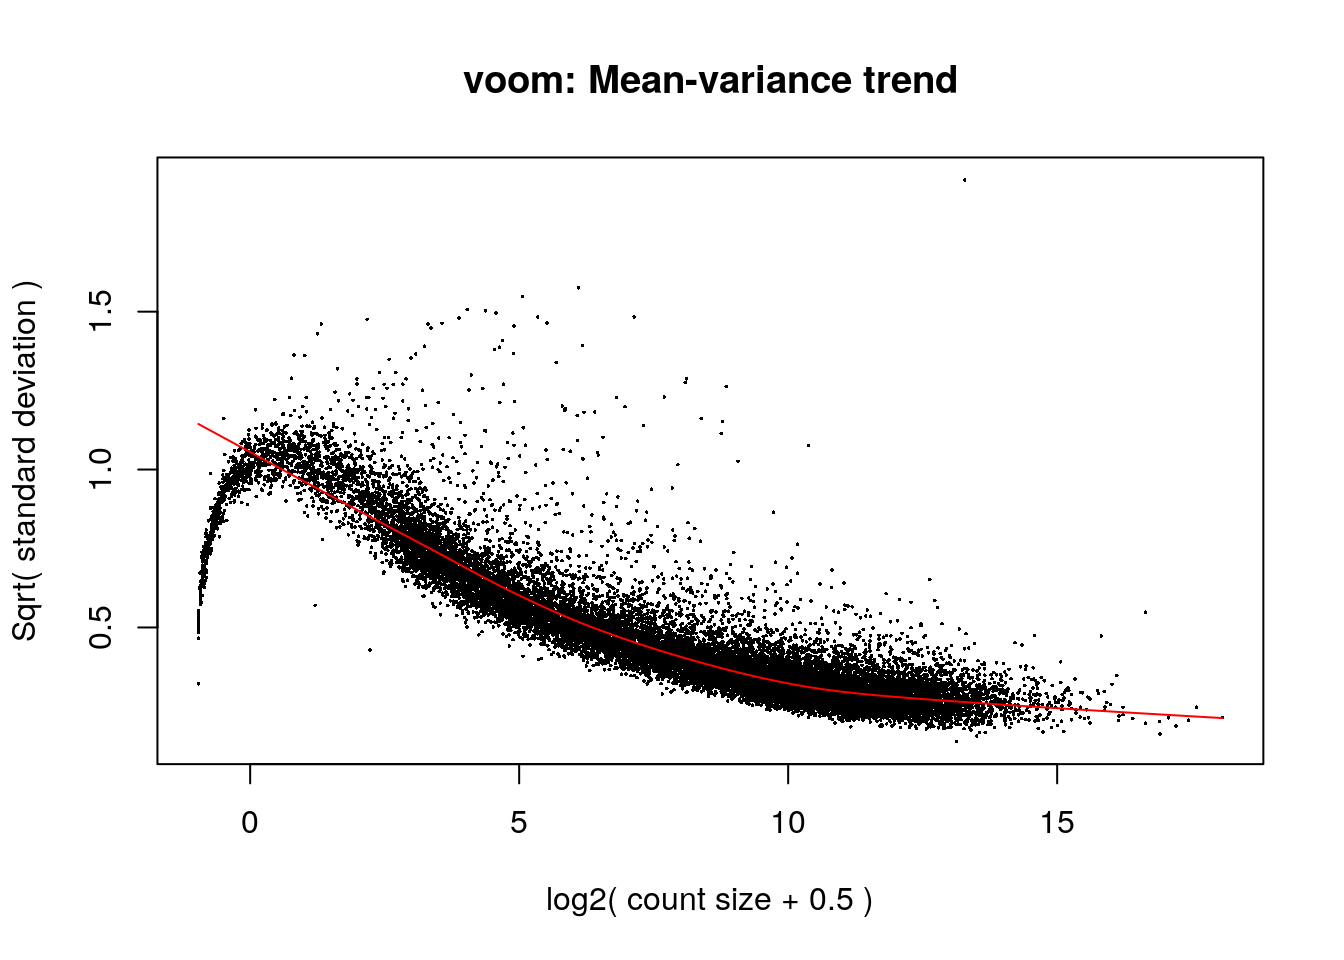 voom: Mean-variance trend
Sqrt( standard deviation )
1.5
1.0
0.5
0 5 10 15
log2( count size + 0.5 )